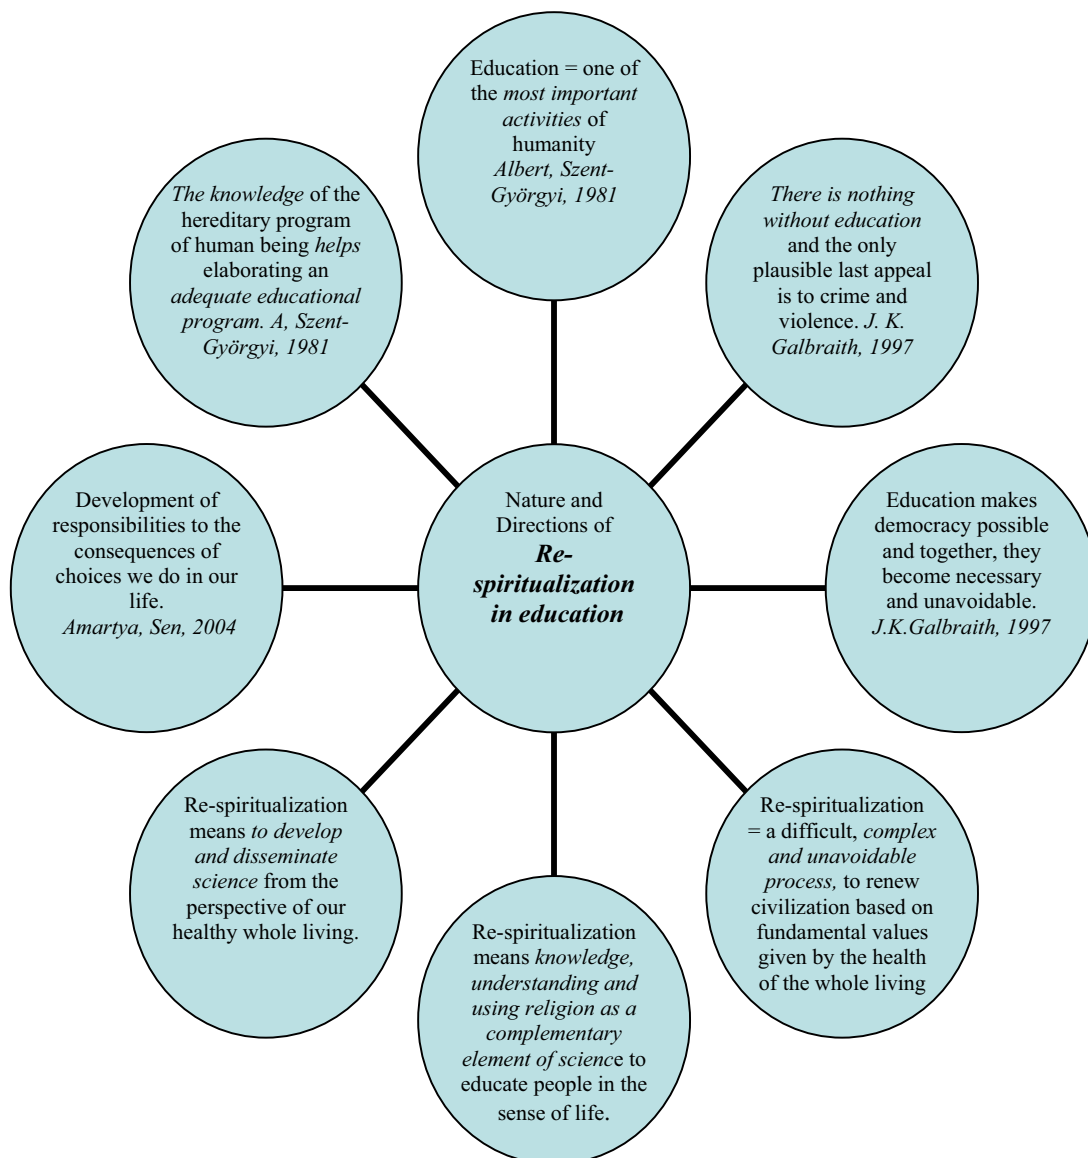 Education = one of
the most important
activities of
humanity
Albert, Szent-
Györgyi, 1981
The knowledge of the
hereditary program
of human being helps
elaborating an
adequate educational
program. A, Szent-
Györgyi, 1981
There is nothing
without education
and the only
plausible last appeal
is to crime and
violence. J. K.
Galbraith, 1997
Development of
responsibilities to the
consequences of
choices we do in our
life.
Amartya, Sen, 2004
Nature and
Directions of
Re-
spiritualization
in education
Education makes
democracy possible
and together, they
become necessary
and unavoidable.
J.K.Galbraith, 1997
Re-spiritualization
means to develop
and disseminate
science from the
perspective of our
healthy whole living.
Re-spiritualization
means knowledge,
understanding and
using religion as a
complementary
element of science to
educate people in the
sense of life.
Re-spiritualization
= a difficult, complex
and unavoidable
process, to renew
civilization based on
fundamental values
given by the health
of the whole living